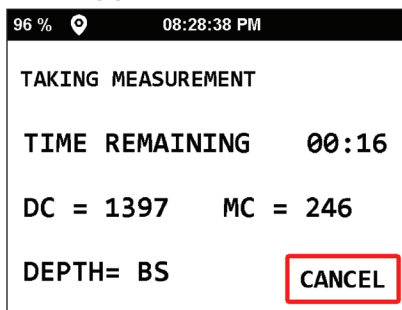 96 % 08:28:38 PM
TAKING MEASUREMENT
TIME REMAINING 00:16
DC = 1397 MC = 246
DEPTH= BS CANCEL